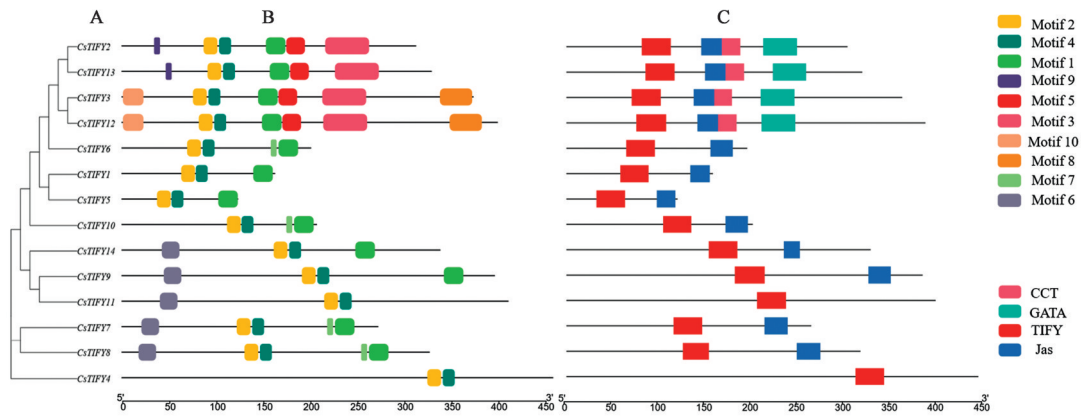 A
B
C
CsTIFY2
CsTIFY13
CsTIFY3
CsTIFY12
CsTIFY6
CsTIFY1
CsTIFY5
CsTIFY10
CsTIFY14
CsTIFY9
CsTIFY11
CsTIFY7
CsTIFY8
CsTIFY4
5' 3'
0 50 100 150 200 250 300 350 400 450
5' 3'
0 50 100 150 200 250 300 350 400 450
Motif 2
Motif 4
Motif 1
Motif 9
Motif 5
Motif 3
Motif 10
Motif 8
Motif 7
Motif 6
CCT
GATA
TIFY
Jas